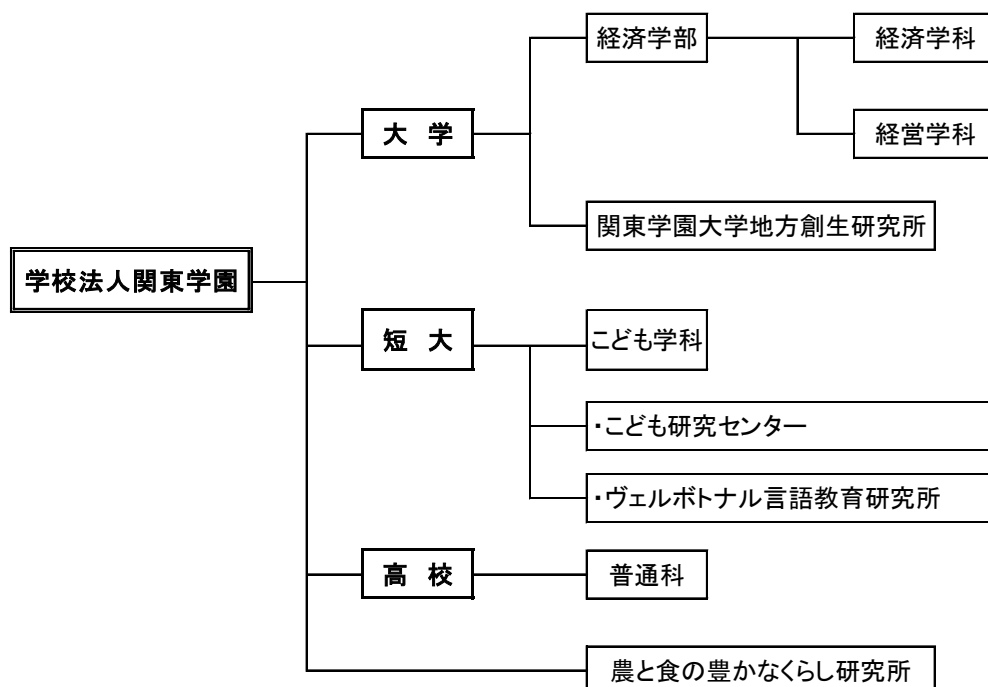 経済学部
経済学科
大 学
経営学科
関東学園大学地方創生研究所
学校法人関東学園
短 大
こども学科
・こども研究センター
・ヴェルボトナル言語教育研究所
高 校
普通科
農と食の豊かなくらし研究所